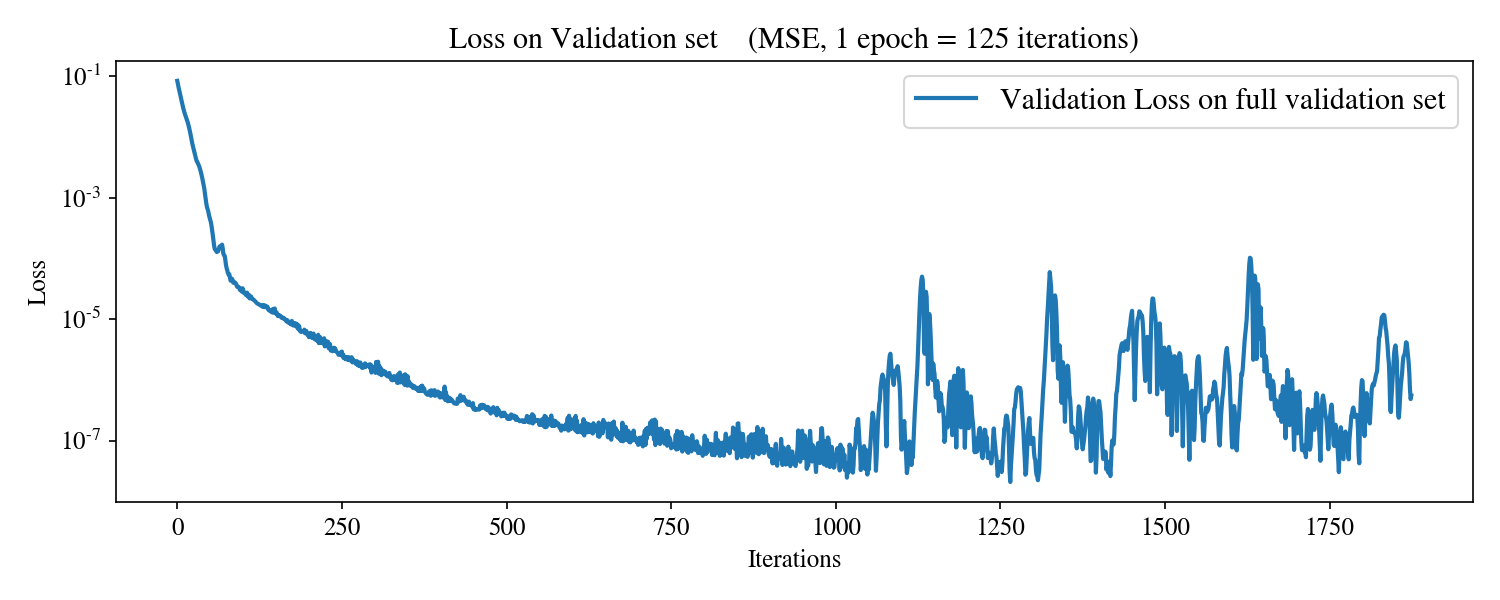 Loss on Validation set    (MSE, 1 epoch = 125 iterations)
Validation Loss on full validation set
Loss
10^-1
10^-3
10^-5
10^-7
0 250 500 750 1000 1250 1500 1750
Iterations